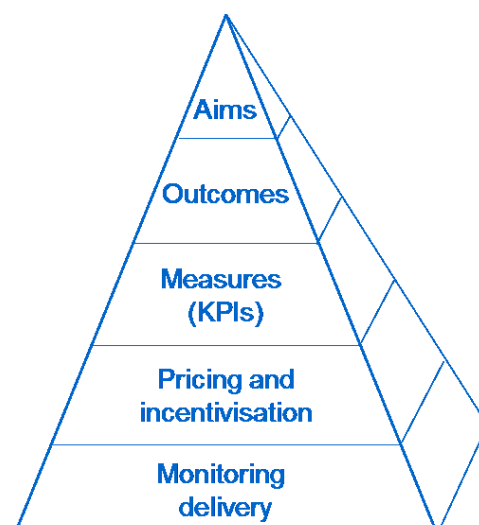 Aims
Outcomes
Measures
(KPIs)
Pricing and
incentivisation
Monitoring
delivery